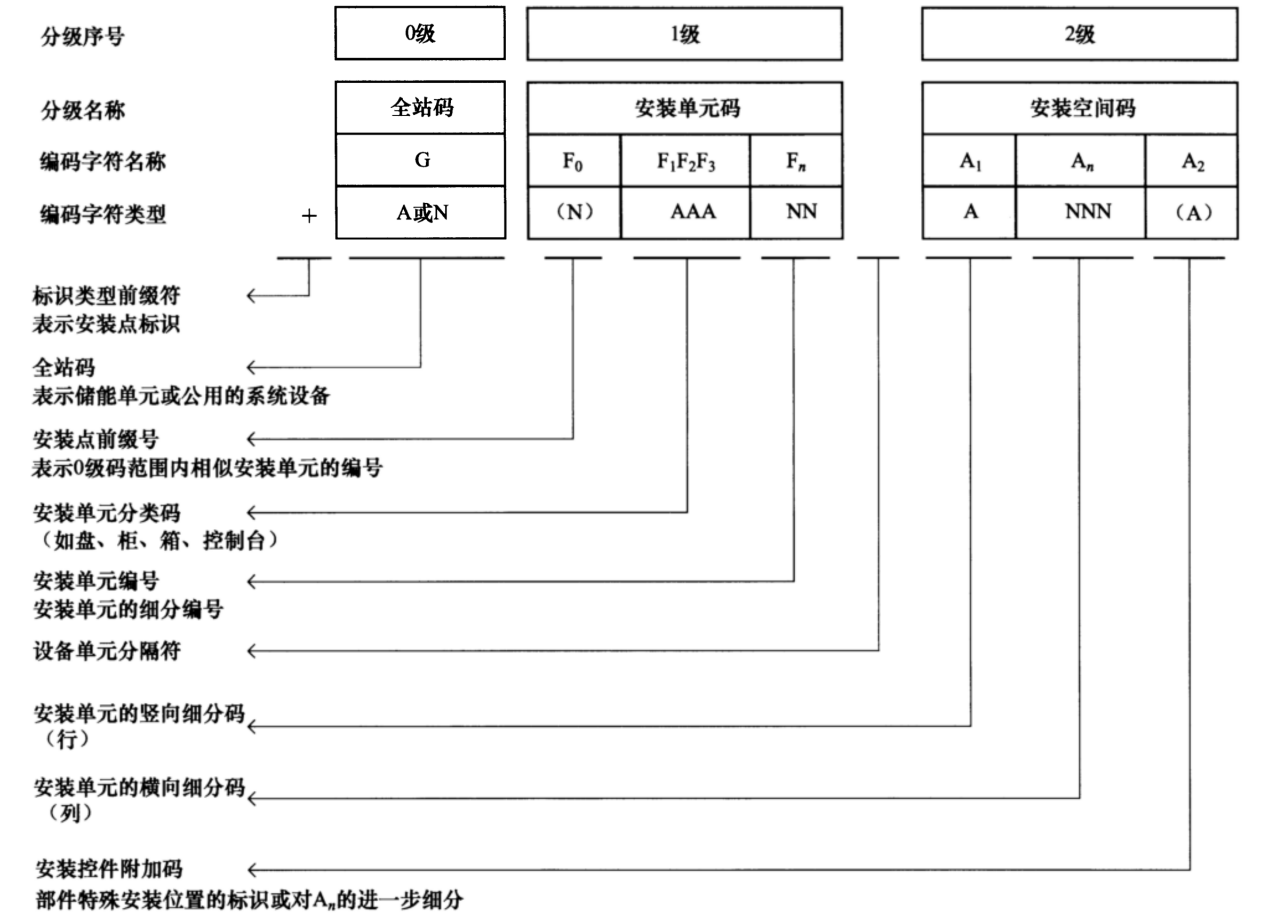 分级序号 0级 1级 2级
分级名称 全站码 安装单元码 安装空间码
编码字符名称 G F₀ F₁F₂F₃ Fₙ A₁ Aₙ A₂
编码字符类型 + A或N （N） AAA NN A NNN （A）
标识类型前缀符
表示安装点标识
全站码
表示储能单元或公用的系统设备
安装点前缀号
表示0级码范围内相似安装单元的编号
安装单元分类码
（如盘、柜、箱、控制台）
安装单元编号
安装单元的细分编号
设备单元分隔符
安装单元的竖向细分码
（行）
安装单元的横向细分码
（列）
安装控件附加码
部件特殊安装位置的标识或对Aₙ的进一步细分